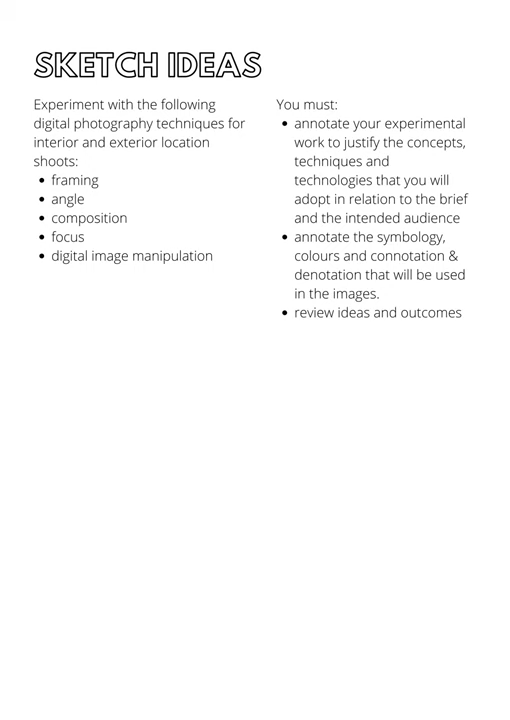 SKETCH IDEAS
Experiment with the following
digital photography techniques for
interior and exterior location
shoots:
• framing
• angle
• composition
• focus
• digital image manipulation
You must:
• annotate your experimental
work to justify the concepts,
techniques and
technologies that you will
adopt in relation to the brief
and the intended audience
• annotate the symbology,
colours and connotation &
denotation that will be used
in the images.
• review ideas and outcomes